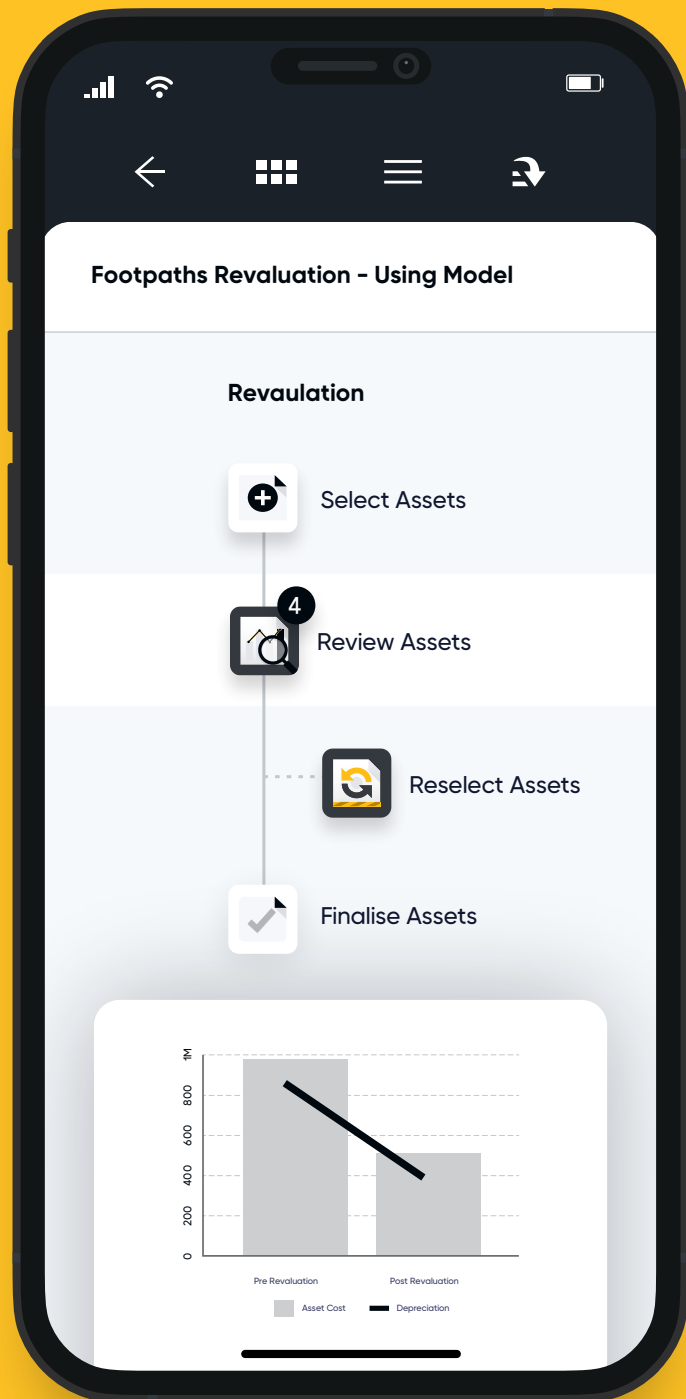 Footpaths Revaluation - Using Model
Revaulation
Select Assets
4
Review Assets
Reselect Assets
Finalise Assets
1M
800
600
400
200
0
Pre Revaluation
Post Revaluation
Asset Cost
Depreciation